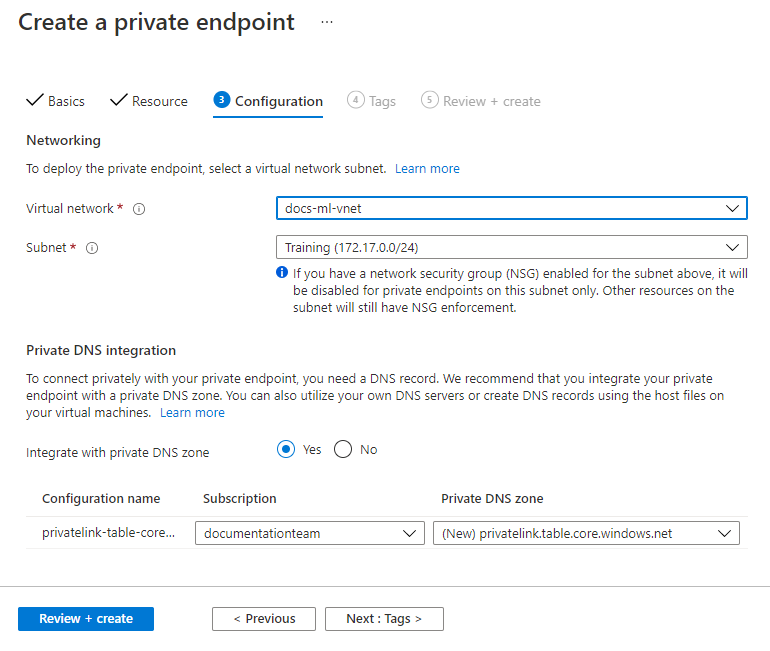 Create a private endpoint ...
Basics Resource 3 Configuration 4 Tags 5 Review + create
Networking
To deploy the private endpoint, select a virtual network subnet. Learn more
Virtual network * i docs-ml-vnet
Subnet * i Training (172.17.0.0/24)
i If you have a network security group (NSG) enabled for the subnet above, it will
be disabled for private endpoints on this subnet only. Other resources on the
subnet will still have NSG enforcement.
Private DNS integration
To connect privately with your private endpoint, you need a DNS record. We recommend that you integrate your private
endpoint with a private DNS zone. You can also utilize your own DNS servers or create DNS records using the host files on
your virtual machines. Learn more
Integrate with private DNS zone Yes No
Configuration name Subscription Private DNS zone
privatelink-table-core... documentationteam (New) privatelink.table.core.windows.net
Review + create < Previous Next : Tags >